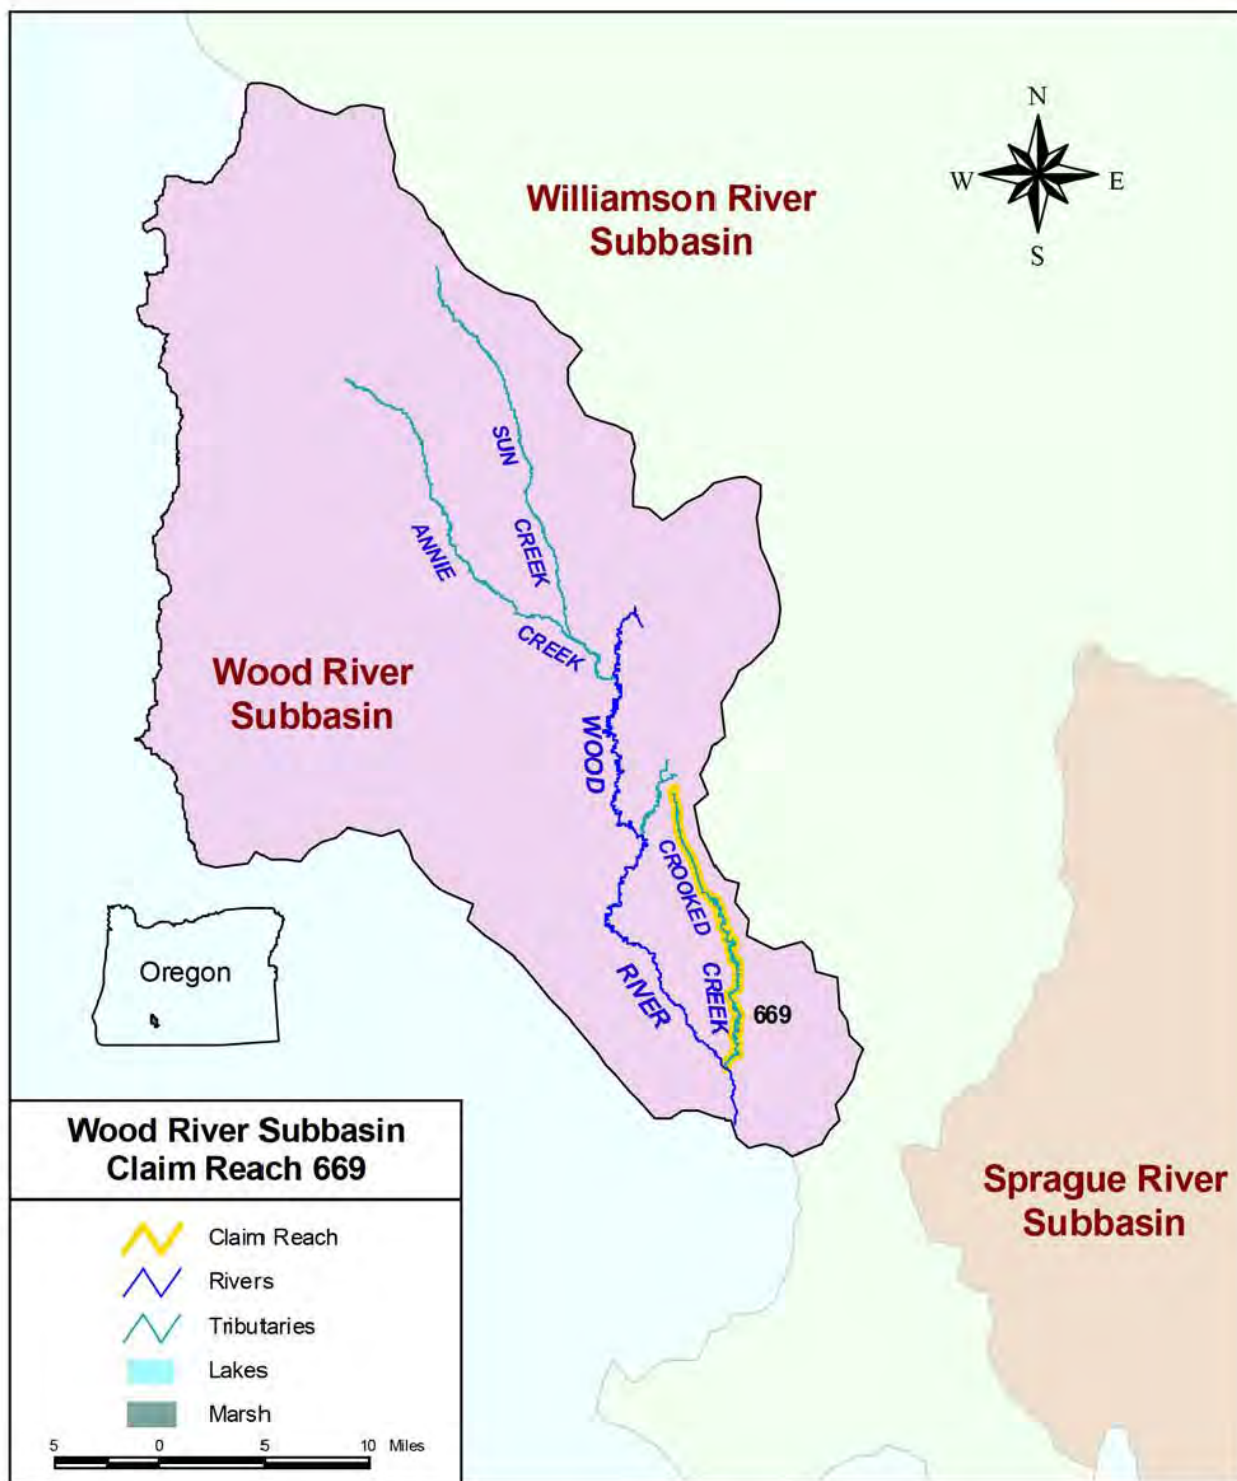 N
W E
S
Williamson River
Subbasin
SUN
CREEK
ANNIE
CREEK
Wood River
Subbasin
WOOD
RIVER
CROOKED
CREEK
669
Oregon
Sprague River
Subbasin
Wood River Subbasin
Claim Reach 669
Claim Reach
Rivers
Tributaries
Lakes
Marsh
5 0 5 10 Miles